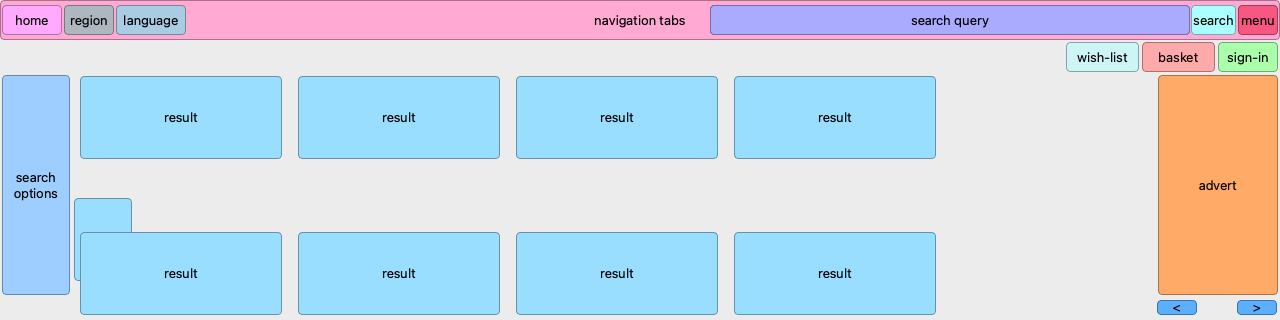 home region language navigation tabs search query search menu
wish-list basket sign-in
result result result result
search
options
advert
result result result result
< >